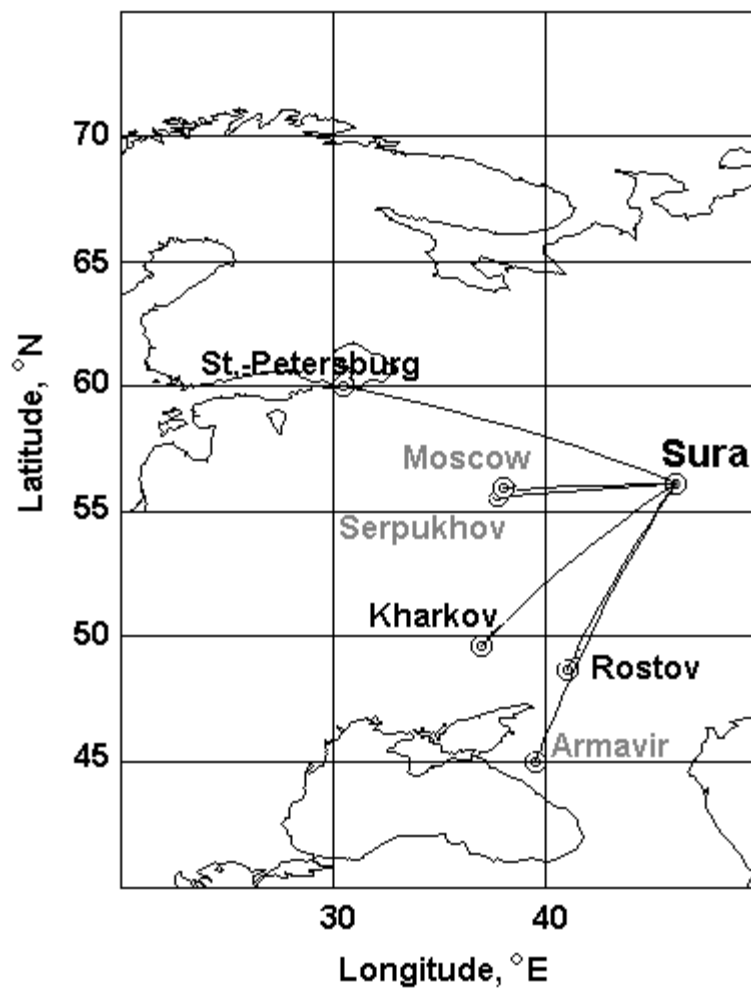 70
65
St.-Petersburg
60
Moscow
Sura
55
Serpukhov
Kharkov
50
Rostov
Armavir
45
30
40
Latitude, °N
Longitude, °E